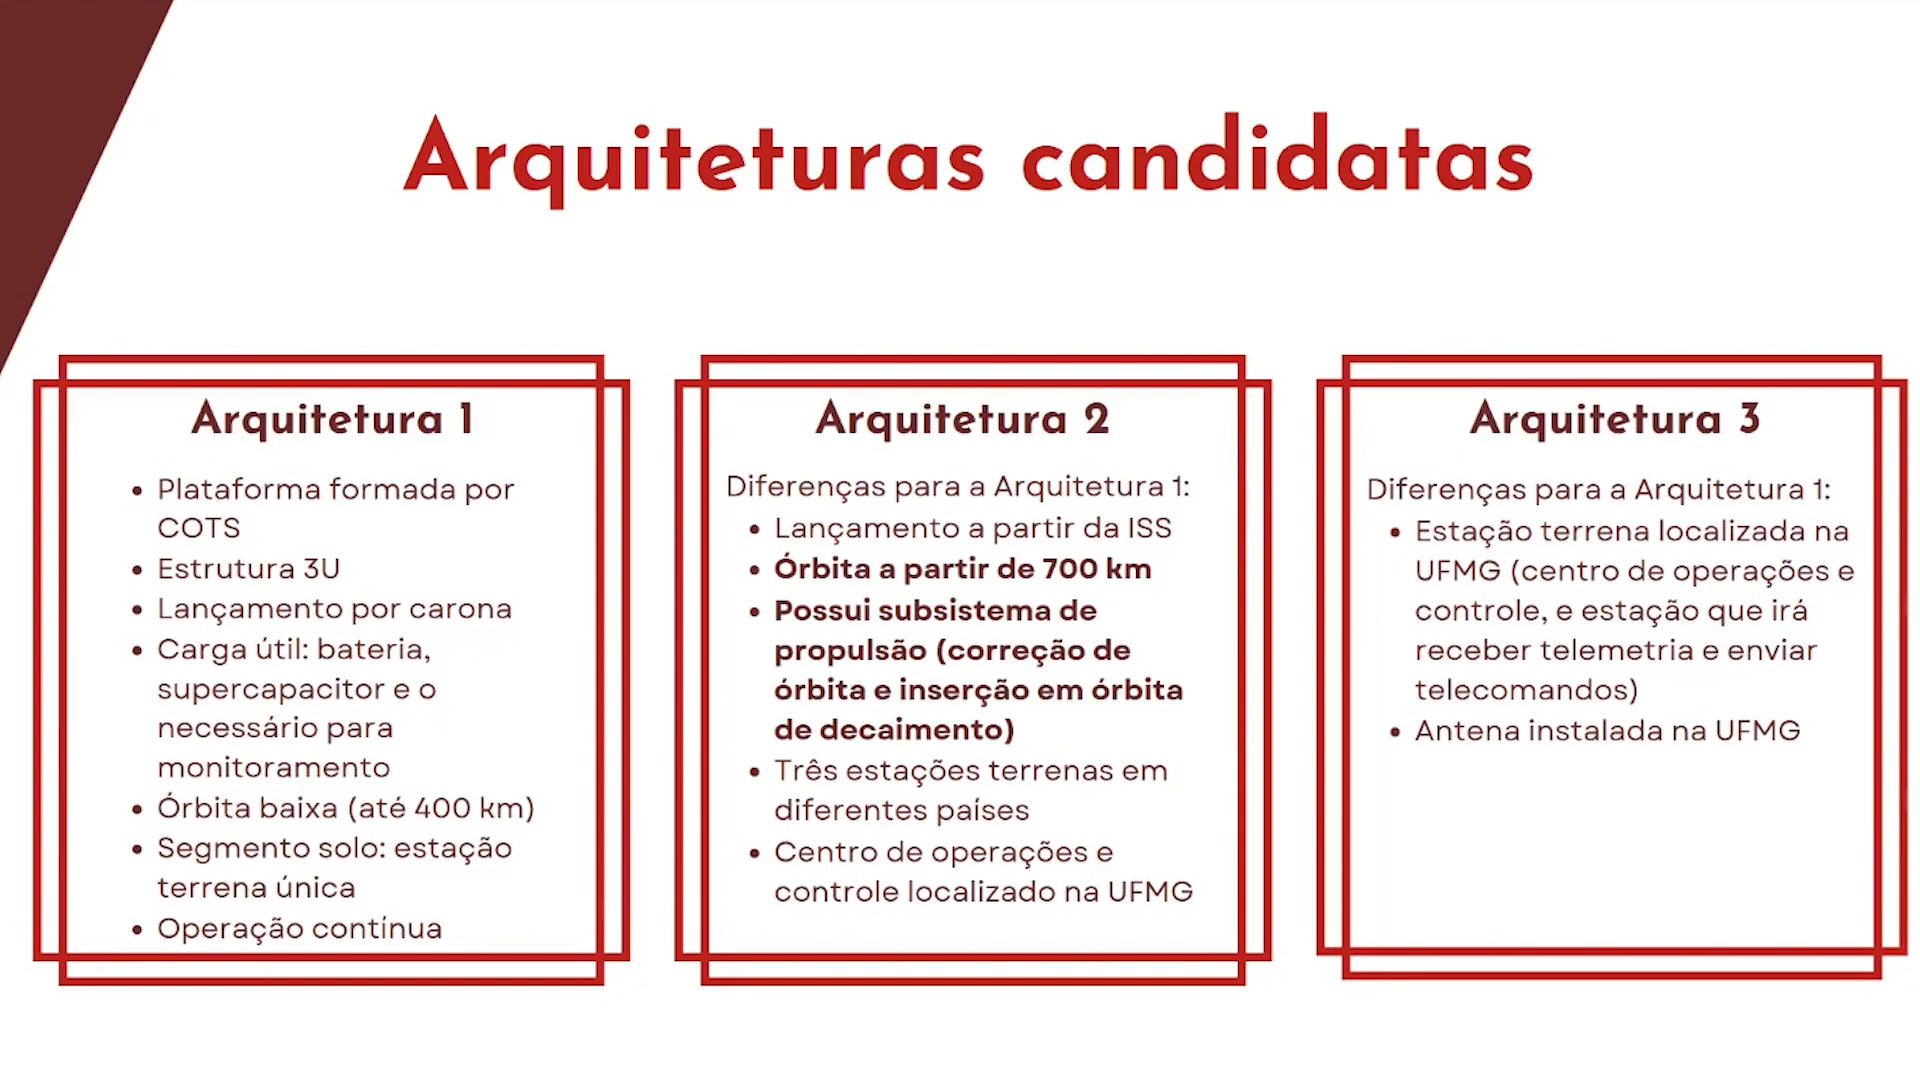 Arquiteturas candidatas
Arquitetura 1
• Plataforma formada por
COTS
• Estrutura 3U
• Lançamento por carona
• Carga útil: bateria,
supercapacitor e o
necessário para
monitoramento
• Órbita baixa (até 400 km)
• Segmento solo: estação
terrena única
• Operação contínua
Arquitetura 2
Diferenças para a Arquitetura 1:
• Lançamento a partir da ISS
• Órbita a partir de 700 km
• Possui subsistema de
propulsão (correção de
órbita e inserção em órbita
de decaimento)
• Três estações terrenas em
diferentes países
• Centro de operações e
controle localizado na UFMG
Arquitetura 3
Diferenças para a Arquitetura 1:
• Estação terrena localizada na
UFMG (centro de operações e
controle, e estação que irá
receber telemetria e enviar
telecomandos)
• Antena instalada na UFMG